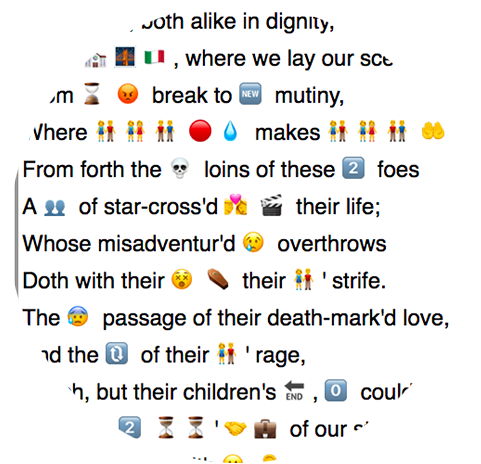 both alike in dignity,
🌉 🇮🇹 , where we lay our
⏳ 😡 break to 🆕 mutiny,
Where 👫 👫 👫 🔴 💧 makes 👫 👫 👫 🤲
From forth the 💀 loins of these 2️⃣ foes
A 👥 of star-cross'd 💏 🎬 their life;
Whose misadventur'd 😢 overthrows
Doth with their 😵 ⚰️ their 👫 ' strife.
The 😰 passage of their death-mark'd love,
nd the 🔃 of their 👫 ' rage,
h, but their children's 🔚 , 0️⃣ could
2️⃣ ⏳ ⏳ ' 🤝 💼 of our